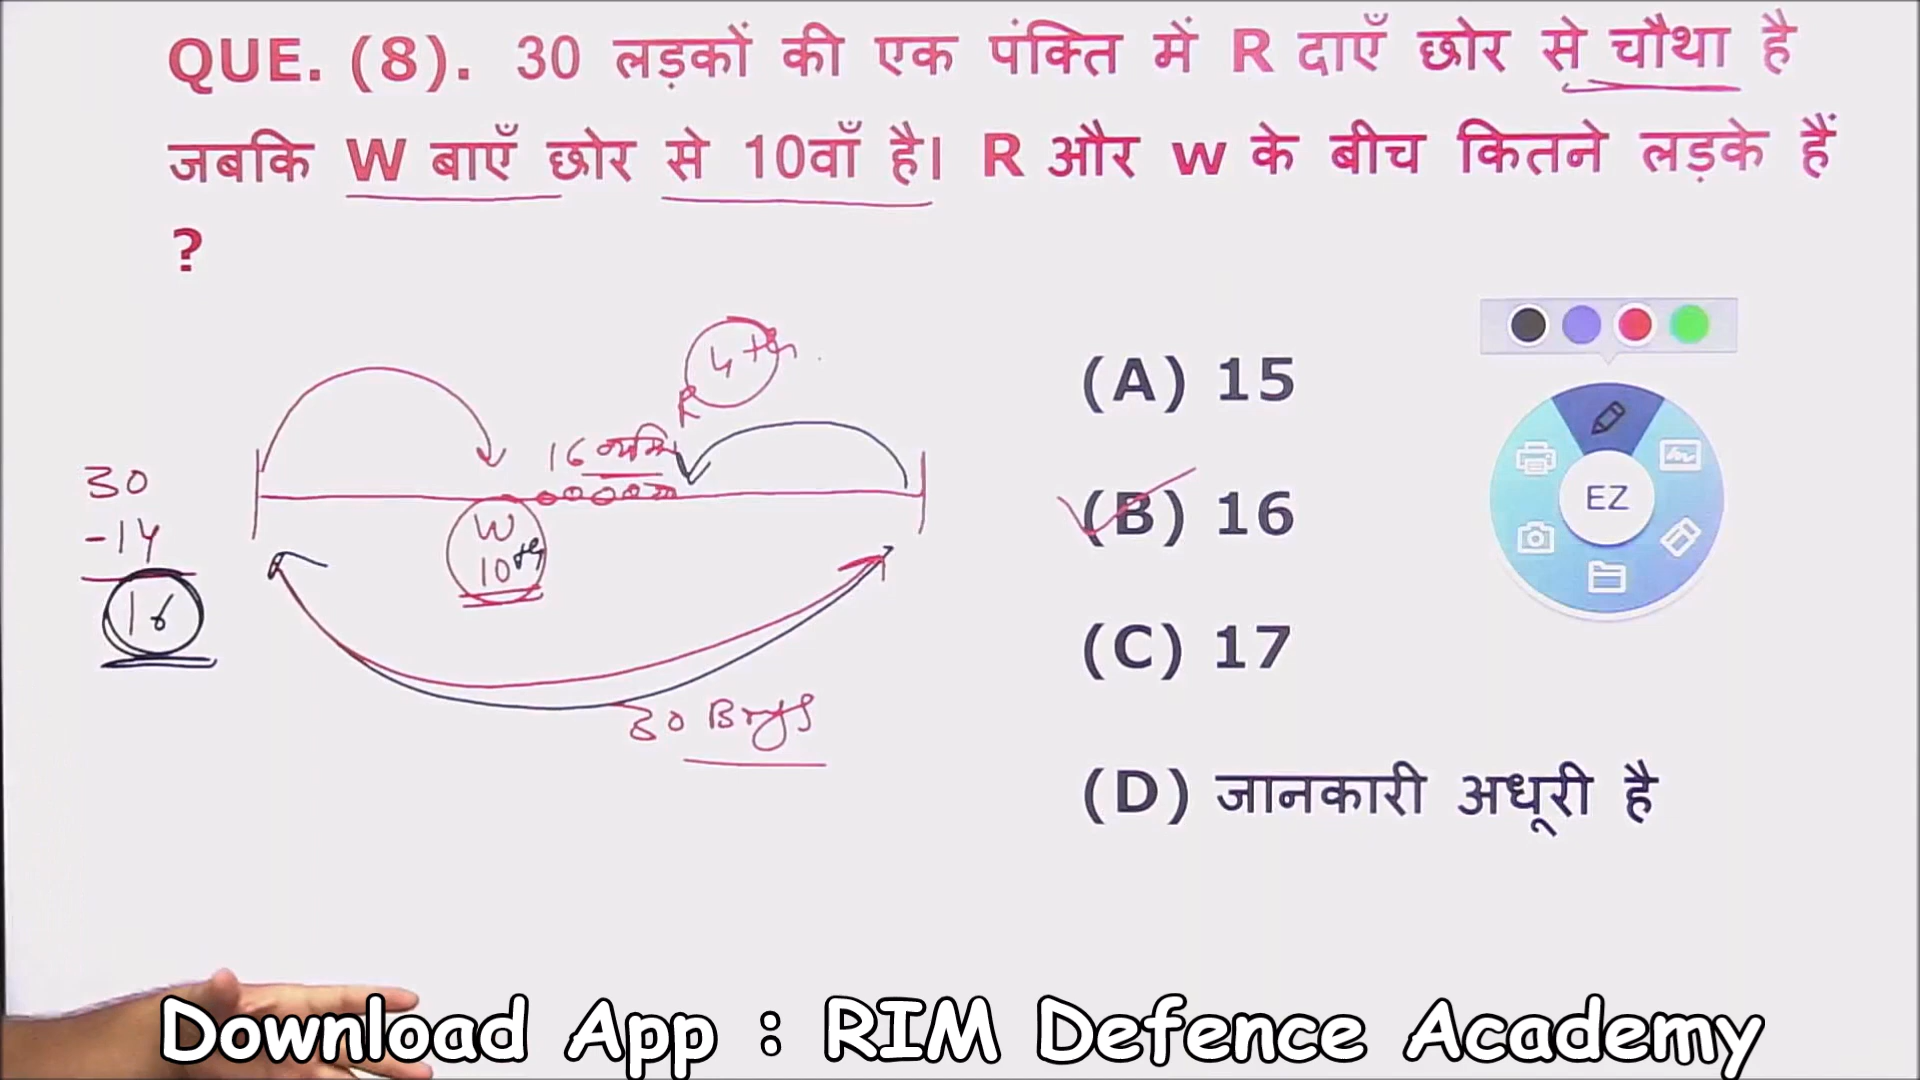 QUE. (8). 30 लड़कों की एक पंक्ति में R दाएँ छोर से चौथा है
जबकि W बाएँ छोर से 10वाँ है। R और w के बीच कितने लड़के हैं
?
4th
R
16
W
10th
30
-14
16
30 Boys
(A) 15
(B) 16
(C) 17
(D) जानकारी अधूरी है
EZ
Download App : RIM Defence Academy